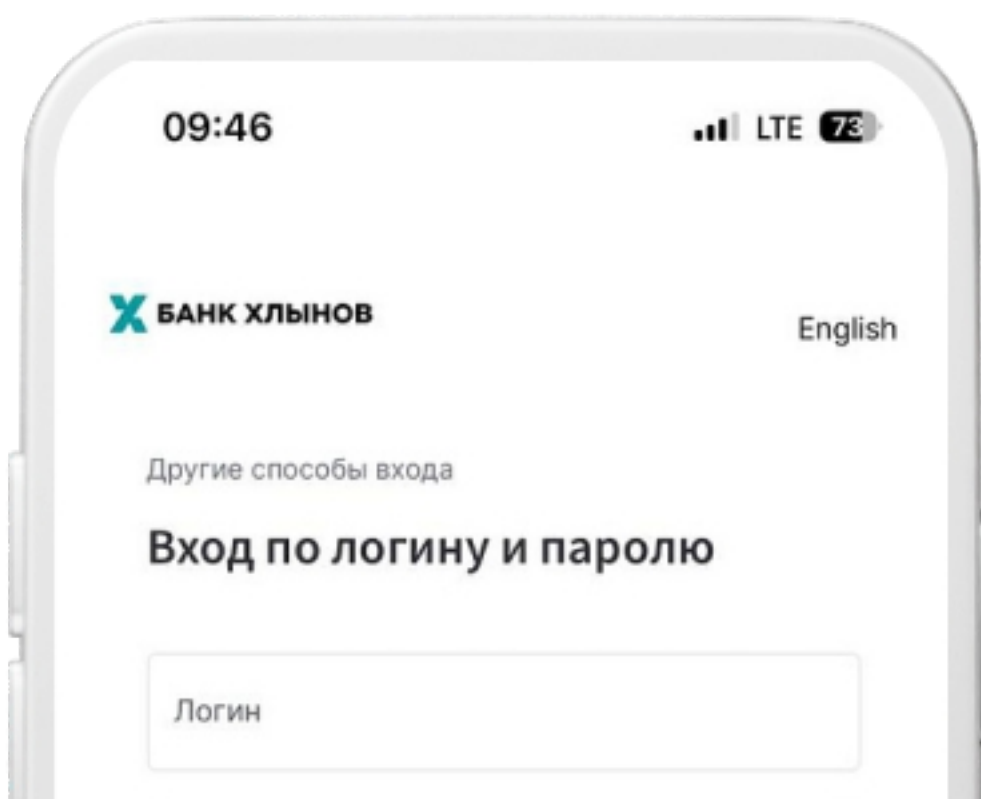 09:46 LTE 73
БАНК ХЛЫНОВ
English
Другие способы входа
Вход по логину и паролю
Логин